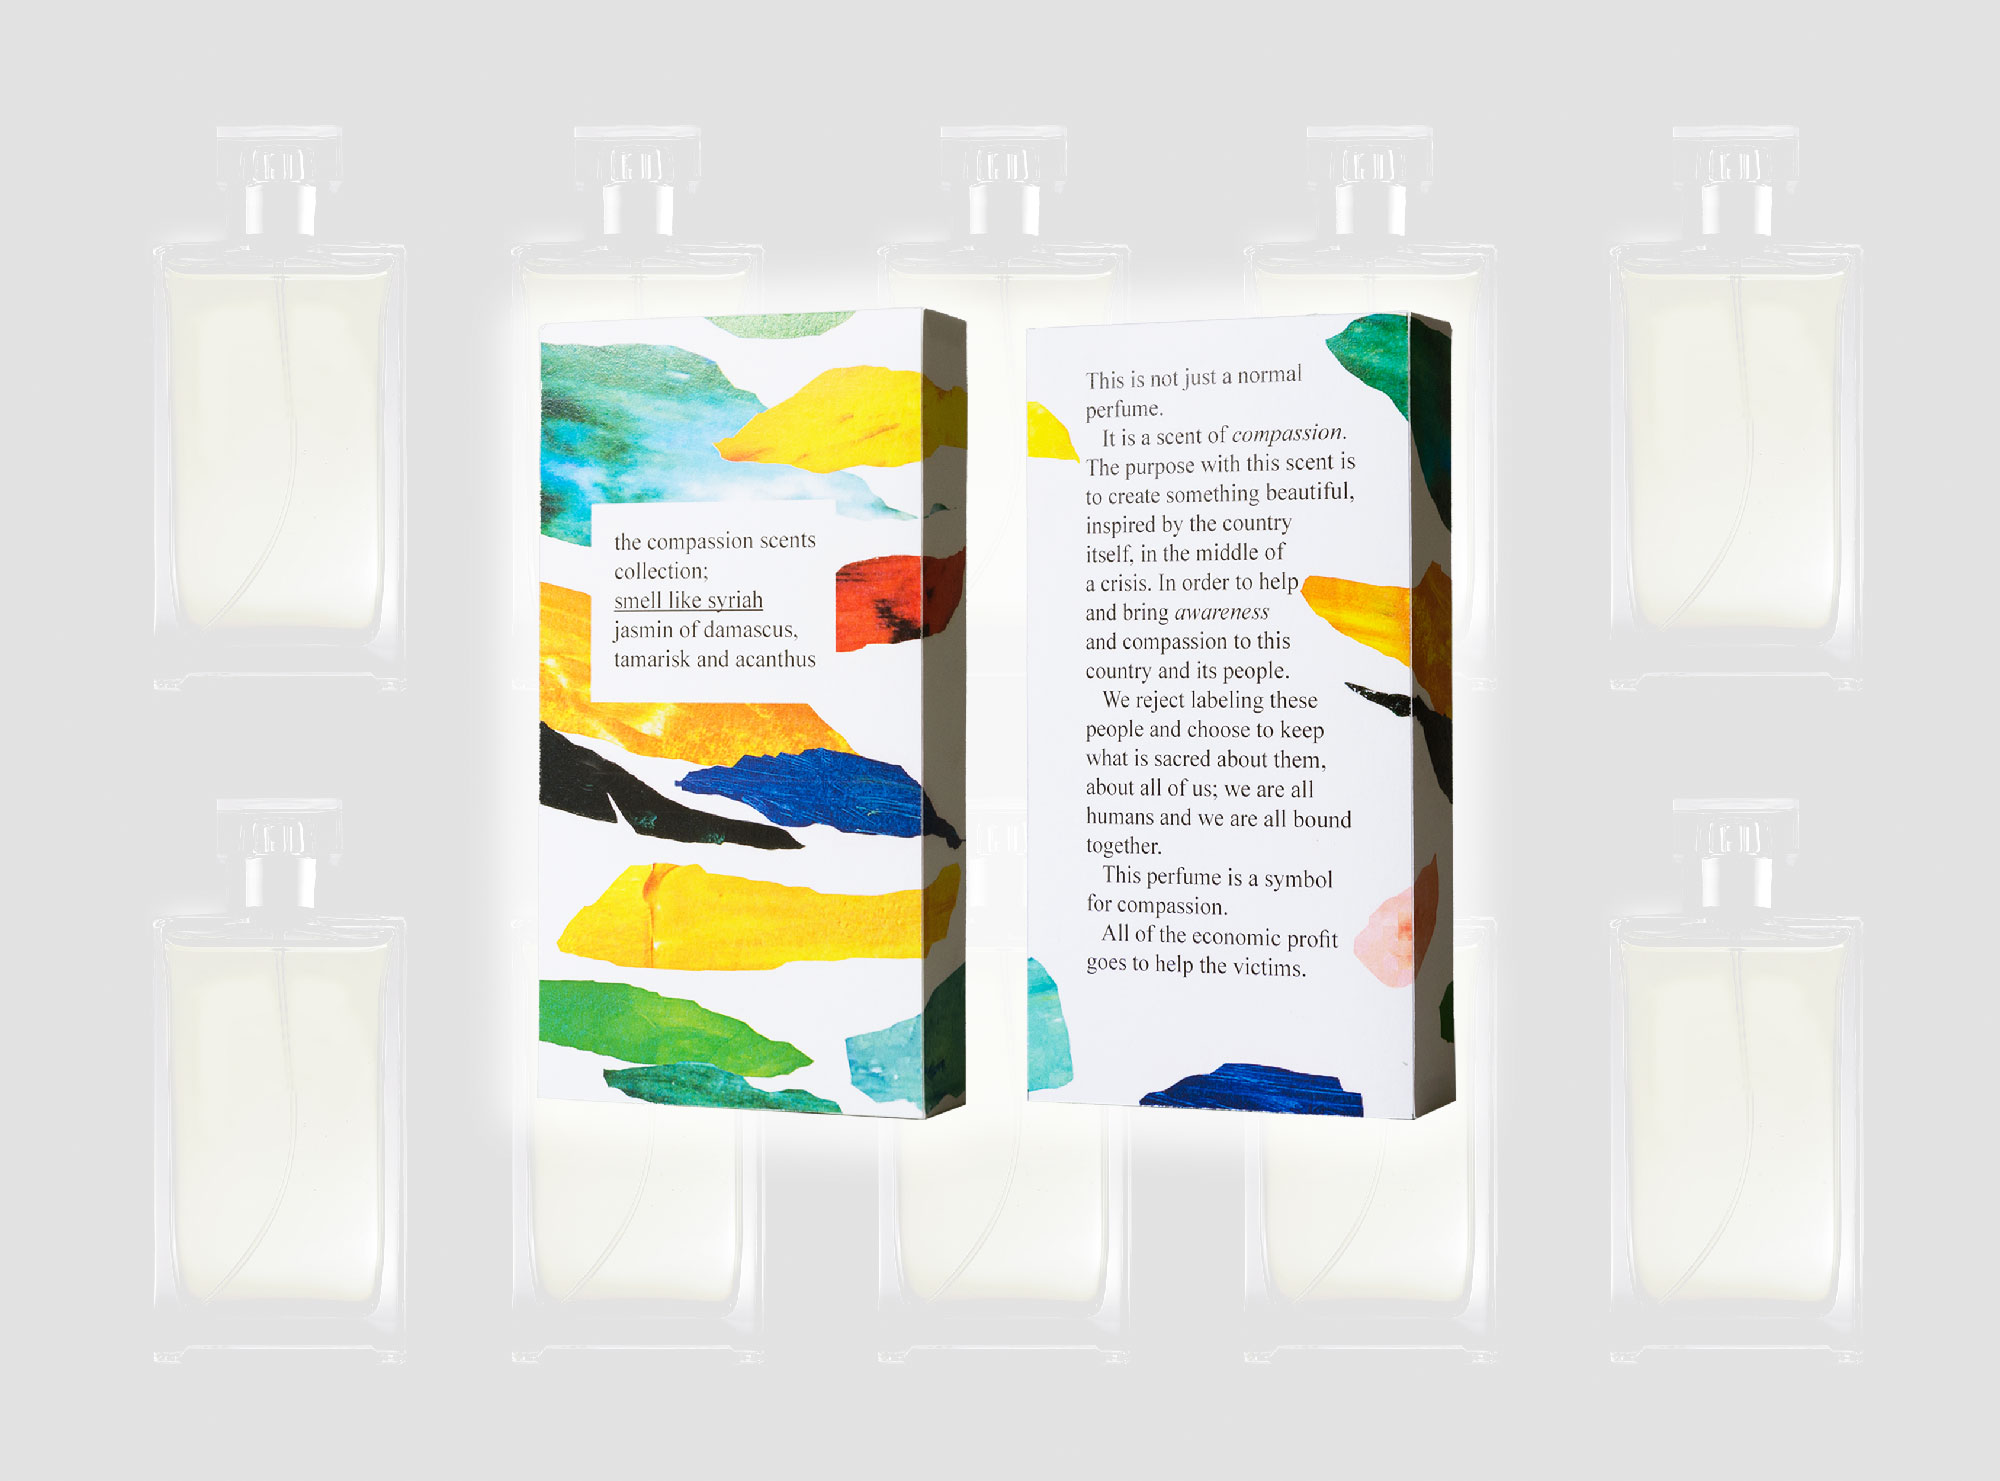 the compassion scents
collection;
smell like syriah
jasmin of damascus,
tamarisk and acanthus
This is not just a normal
perfume.
It is a scent of compassion.
The purpose with this scent is
to create something beautiful,
inspired by the country
itself, in the middle of
a crisis. In order to help
and bring awareness
and compassion to this
country and its people.
We reject labeling these
people and choose to keep
what is sacred about them,
about all of us; we are all
humans and we are all bound
together.
This perfume is a symbol
for compassion.
All of the economic profit
goes to help the victims.